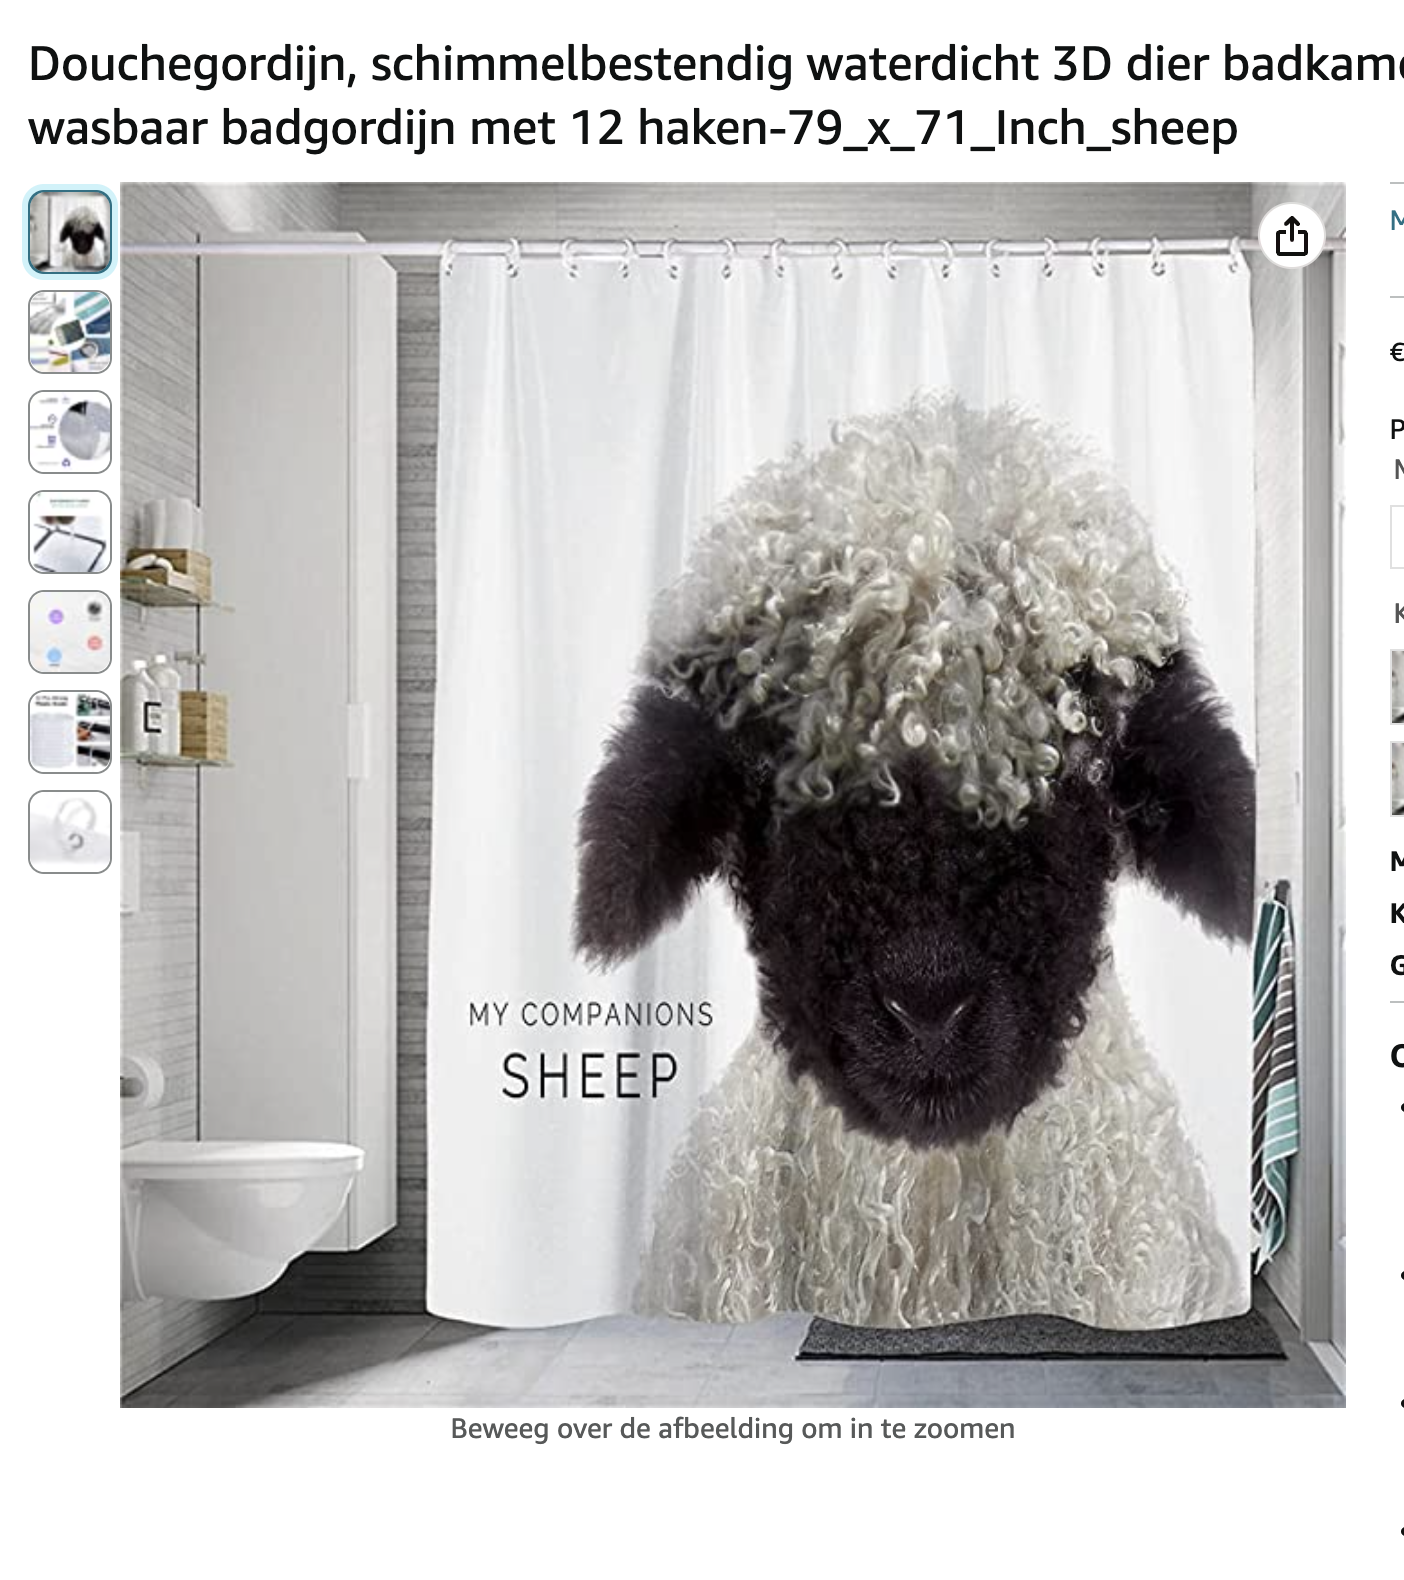 Douchegordijn, schimmelbestendig waterdicht 3D dier
wasbaar badgordijn met 12 haken-79_x_71_Inch_sheep
MY COMPANIONS
SHEEP
Beweeg over de afbeelding om in te zoomen
€